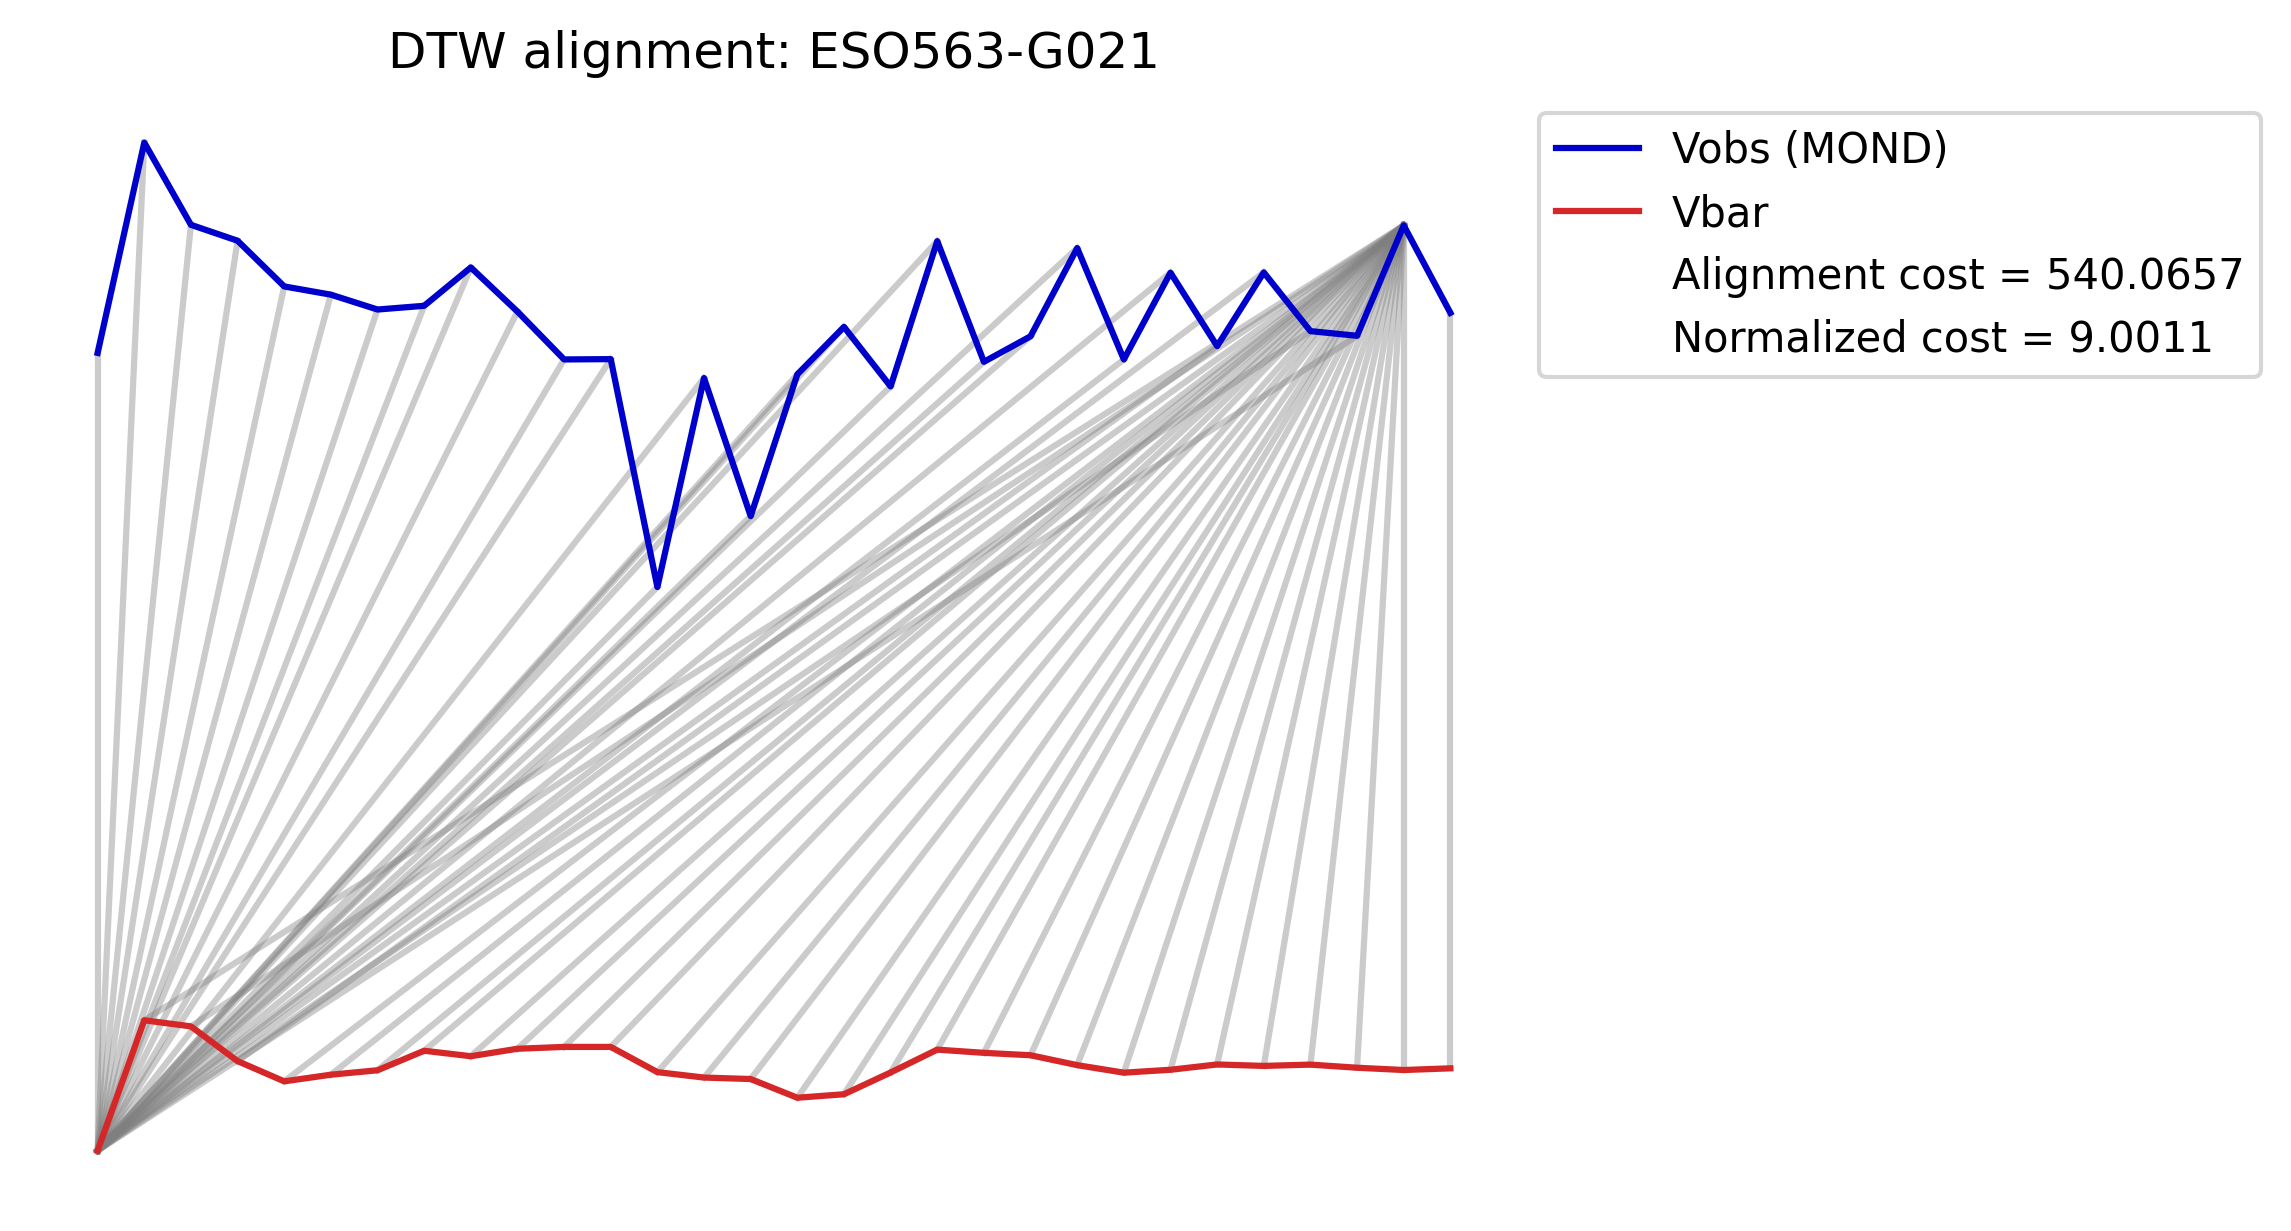 DTW alignment: ESO563-G021
Vobs (MOND)
Vbar
Alignment cost = 540.0657
Normalized cost = 9.0011